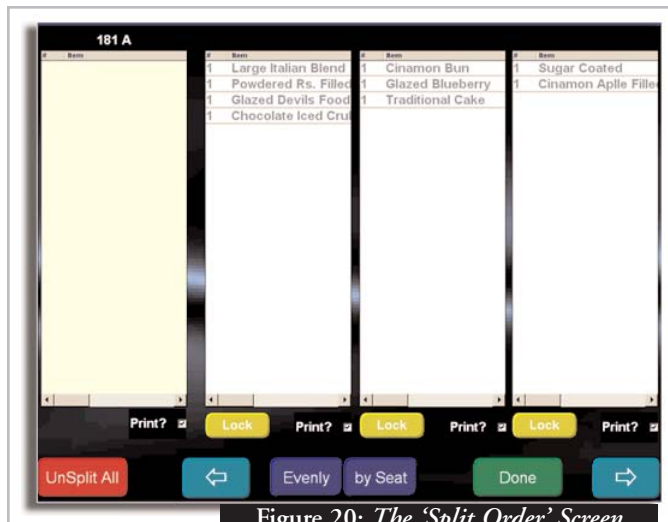 181 A
# Item
# Item
1 Large Italian Blend
1 Powdered Rs. Filled
1 Glazed Devils Food
1 Chocolate Iced Crul
# Item
1 Cinamon Bun
1 Glazed Blueberry
1 Traditional Cake
# Item
1 Sugar Coated
1 Cinamon Aplle Filled
Print?
Lock Print?
Lock Print?
Lock Print?
UnSplit All Evenly by Seat Done
Figure 20: The ‘Split Order’ Screen